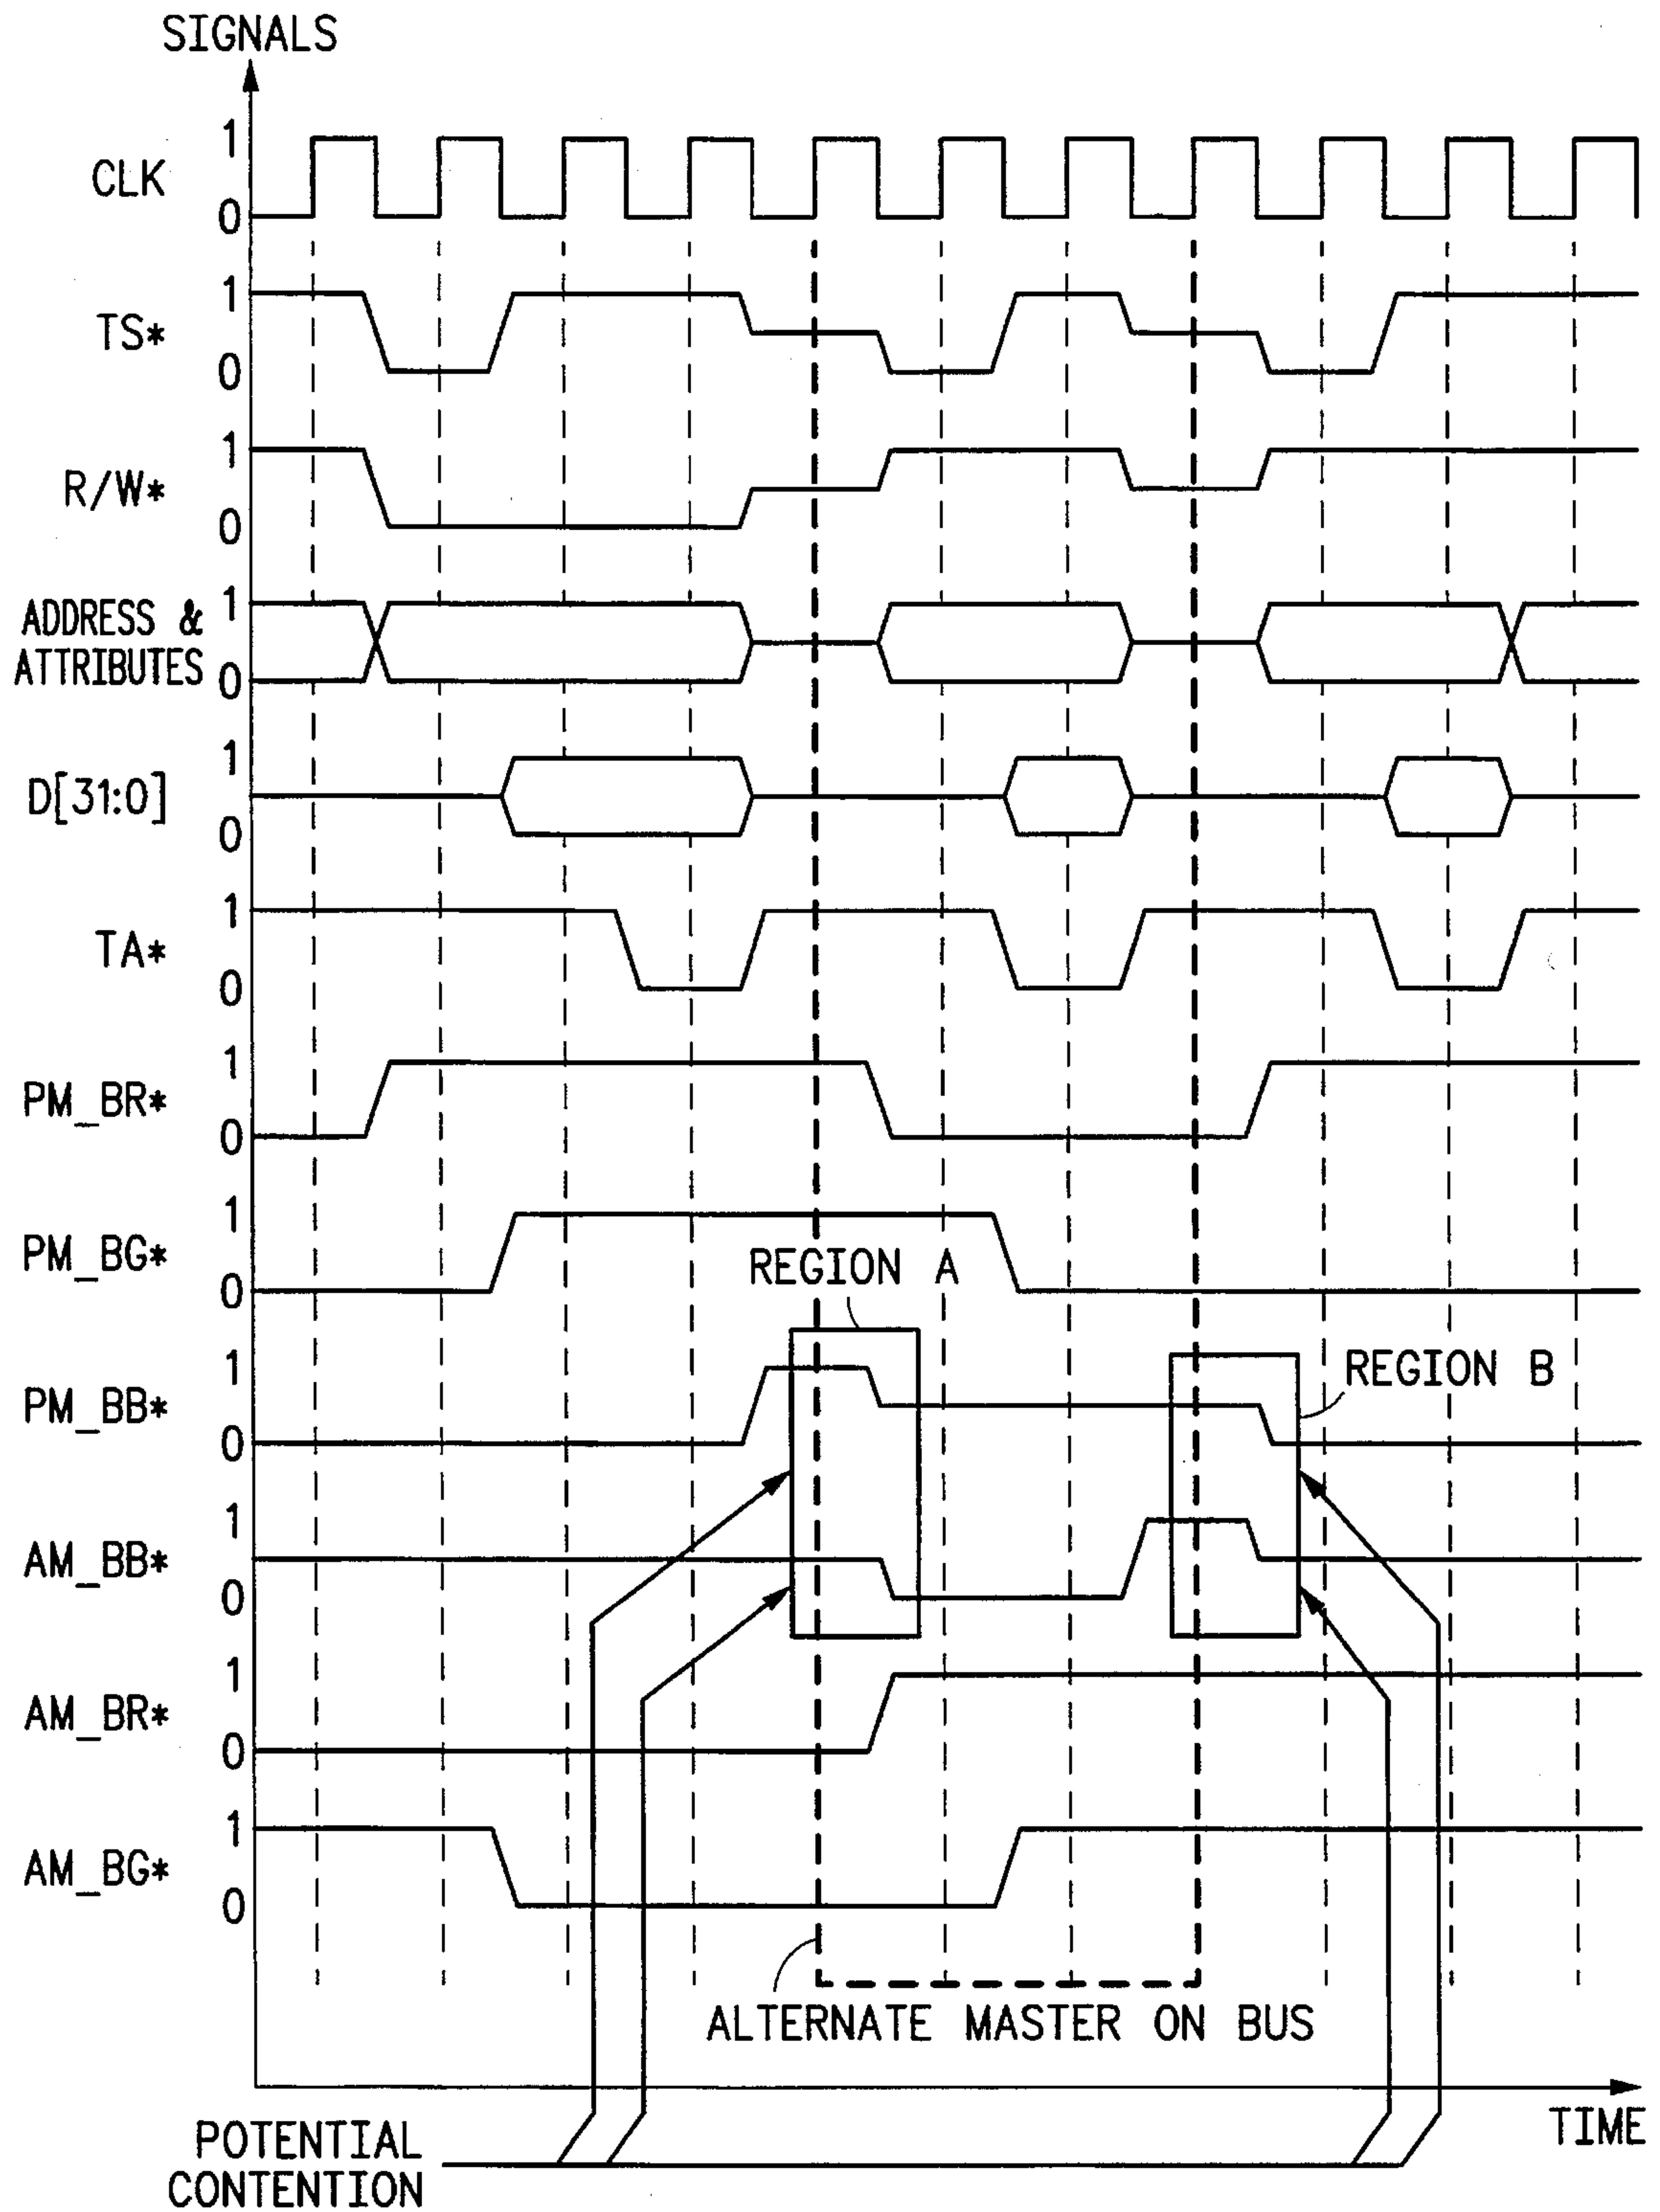 SIGNALS
1
CLK
0
1
TS*
0
1
R/W*
0
ADDRESS & 1
ATTRIBUTES 0
1
D[31:0]
0
1
TA*
0
1
PM_BR*
0
1
PM_BG*
0
REGION A
1
PM_BB*
0
REGION B
1
AM_BB*
0
1
AM_BR*
0
1
AM_BG*
0
ALTERNATE MASTER ON BUS
TIME
POTENTIAL
CONTENTION